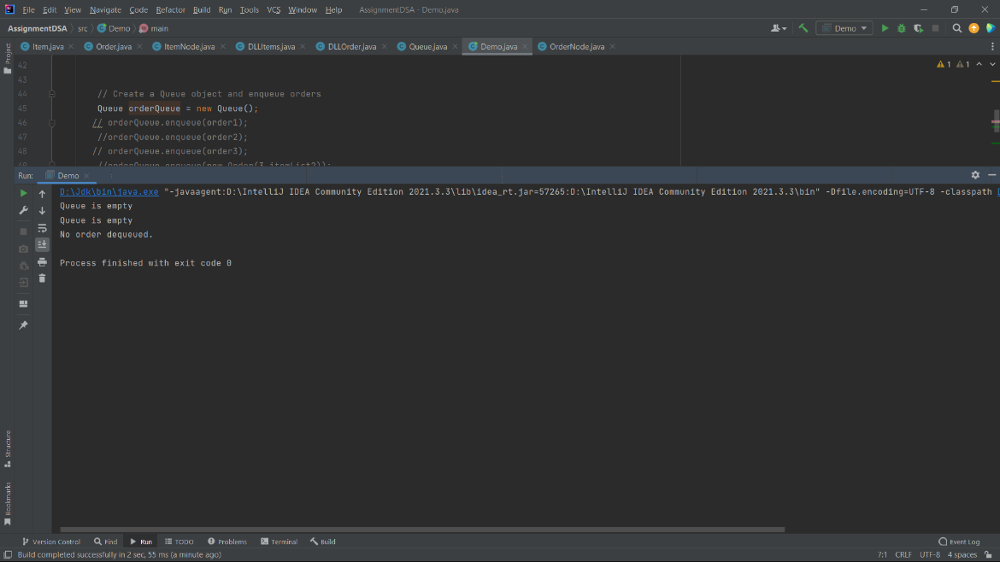 File Edit View Navigate Code Refactor Build Run Tools VCS Window Help AssignmentDSA - Demo.java
AssignmentDSA src Demo main Demo
Item.java Order.java ItemNode.java DLLItems.java DLLOrder.java Queue.java Demo.java OrderNode.java
Project
42
43
44 // Create a Queue object and enqueue orders
45 Queue orderQueue = new Queue();
46 // orderQueue.enqueue(order1);
47 //orderQueue.enqueue(order2);
48 // orderQueue.enqueue(order3);
49 //orderQueue.enqueue(new Order(3,itemList2));
1 1
Run: Demo
D:\Jdk\bin\java.exe "-javaagent:D:\IntelliJ IDEA Community Edition 2021.3.3\lib\idea_rt.jar=57265:D:\IntelliJ IDEA Community Edition 2021.3.3\bin" -Dfile.encoding=UTF-8 -classpath
Queue is empty
Queue is empty
No order dequeued.
Process finished with exit code 0
Structure
Bookmarks
Version Control Find Run TODO Problems Terminal Build Event Log
Build completed successfully in 2 sec, 55 ms (a minute ago) 7:1 CRLF UTF-8 4 spaces